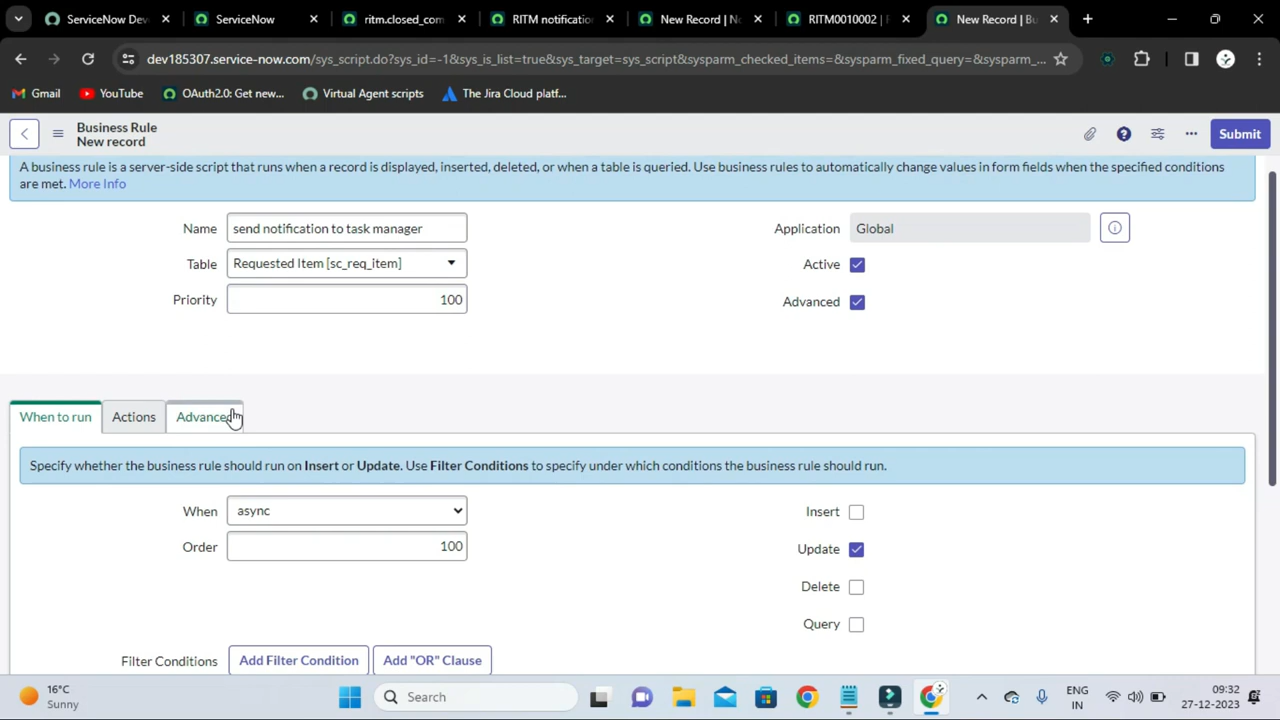 ServiceNow Dev
ServiceNow
ritm.closed_com
RITM notification
New Record | N
RITM0010002 | F
New Record | Bu
dev185307.service-now.com/sys_script.do?sys_id=-1&sys_is_list=true&sys_target=sys_script&sysparm_checked_items=&sysparm_fixed_query=&sysparm_...
Gmail
YouTube
OAuth2.0: Get new...
Virtual Agent scripts
The Jira Cloud platf...
Business Rule
New record
Submit
A business rule is a server-side script that runs when a record is displayed, inserted, deleted, or when a table is queried. Use business rules to automatically change values in form fields when the specified conditions
are met. More Info
Name send notification to task manager
Application Global
Table Requested Item [sc_req_item]
Active
Priority 100
Advanced
When to run
Actions
Advanced
Specify whether the business rule should run on Insert or Update. Use Filter Conditions to specify under which conditions the business rule should run.
When async
Insert
Order 100
Update
Delete
Query
Filter Conditions Add Filter Condition Add "OR" Clause
16°C
Sunny
Search
ENG
IN
09:32
27-12-2023